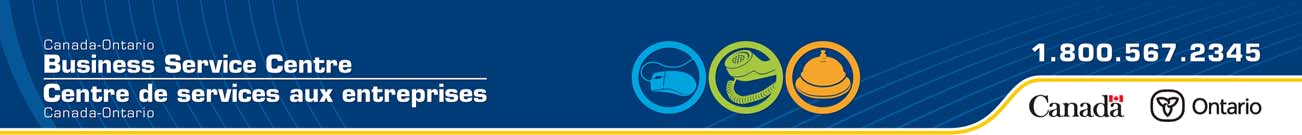 Canada-Ontario
Business Service Centre
Centre de services aux entreprises
Canada-Ontario
1.800.567.2345
Canada
Ontario